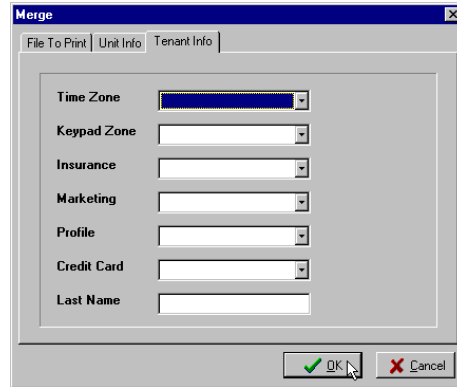 Merge
File To Print Unit Info Tenant Info
Time Zone
Keypad Zone
Insurance
Marketing
Profile
Credit Card
Last Name
OK Cancel